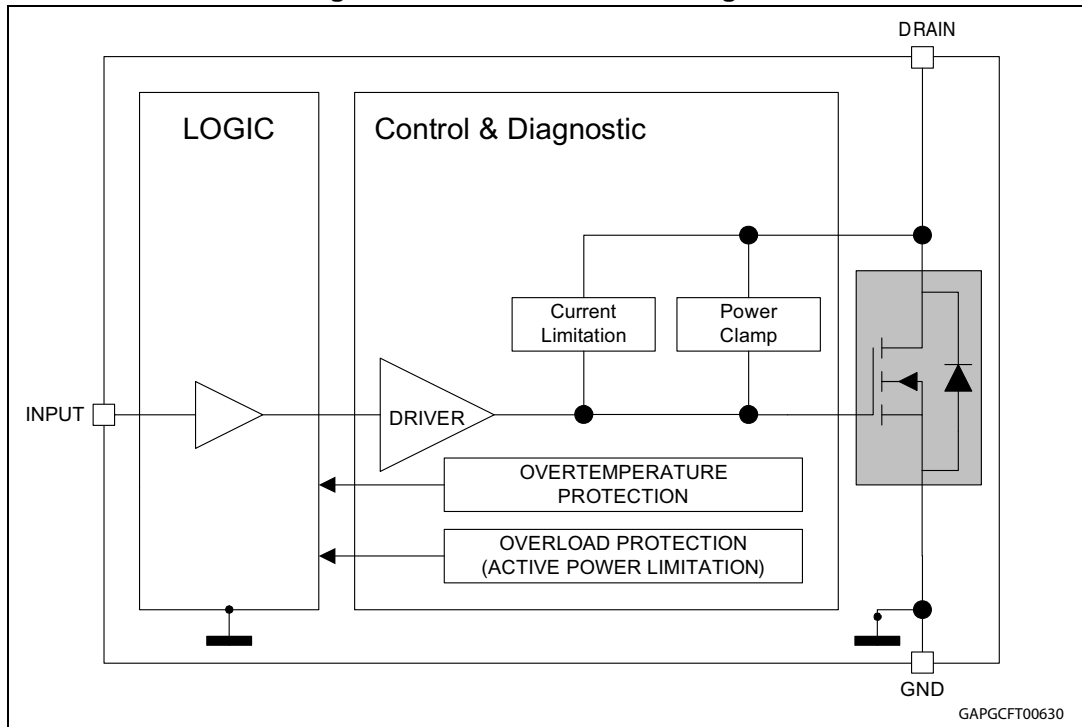 DRAIN
LOGIC
Control & Diagnostic
Current
Limitation
Power
Clamp
INPUT
DRIVER
OVERTEMPERATURE
PROTECTION
OVERLOAD PROTECTION
(ACTIVE POWER LIMITATION)
GND
GAPGCFT00630